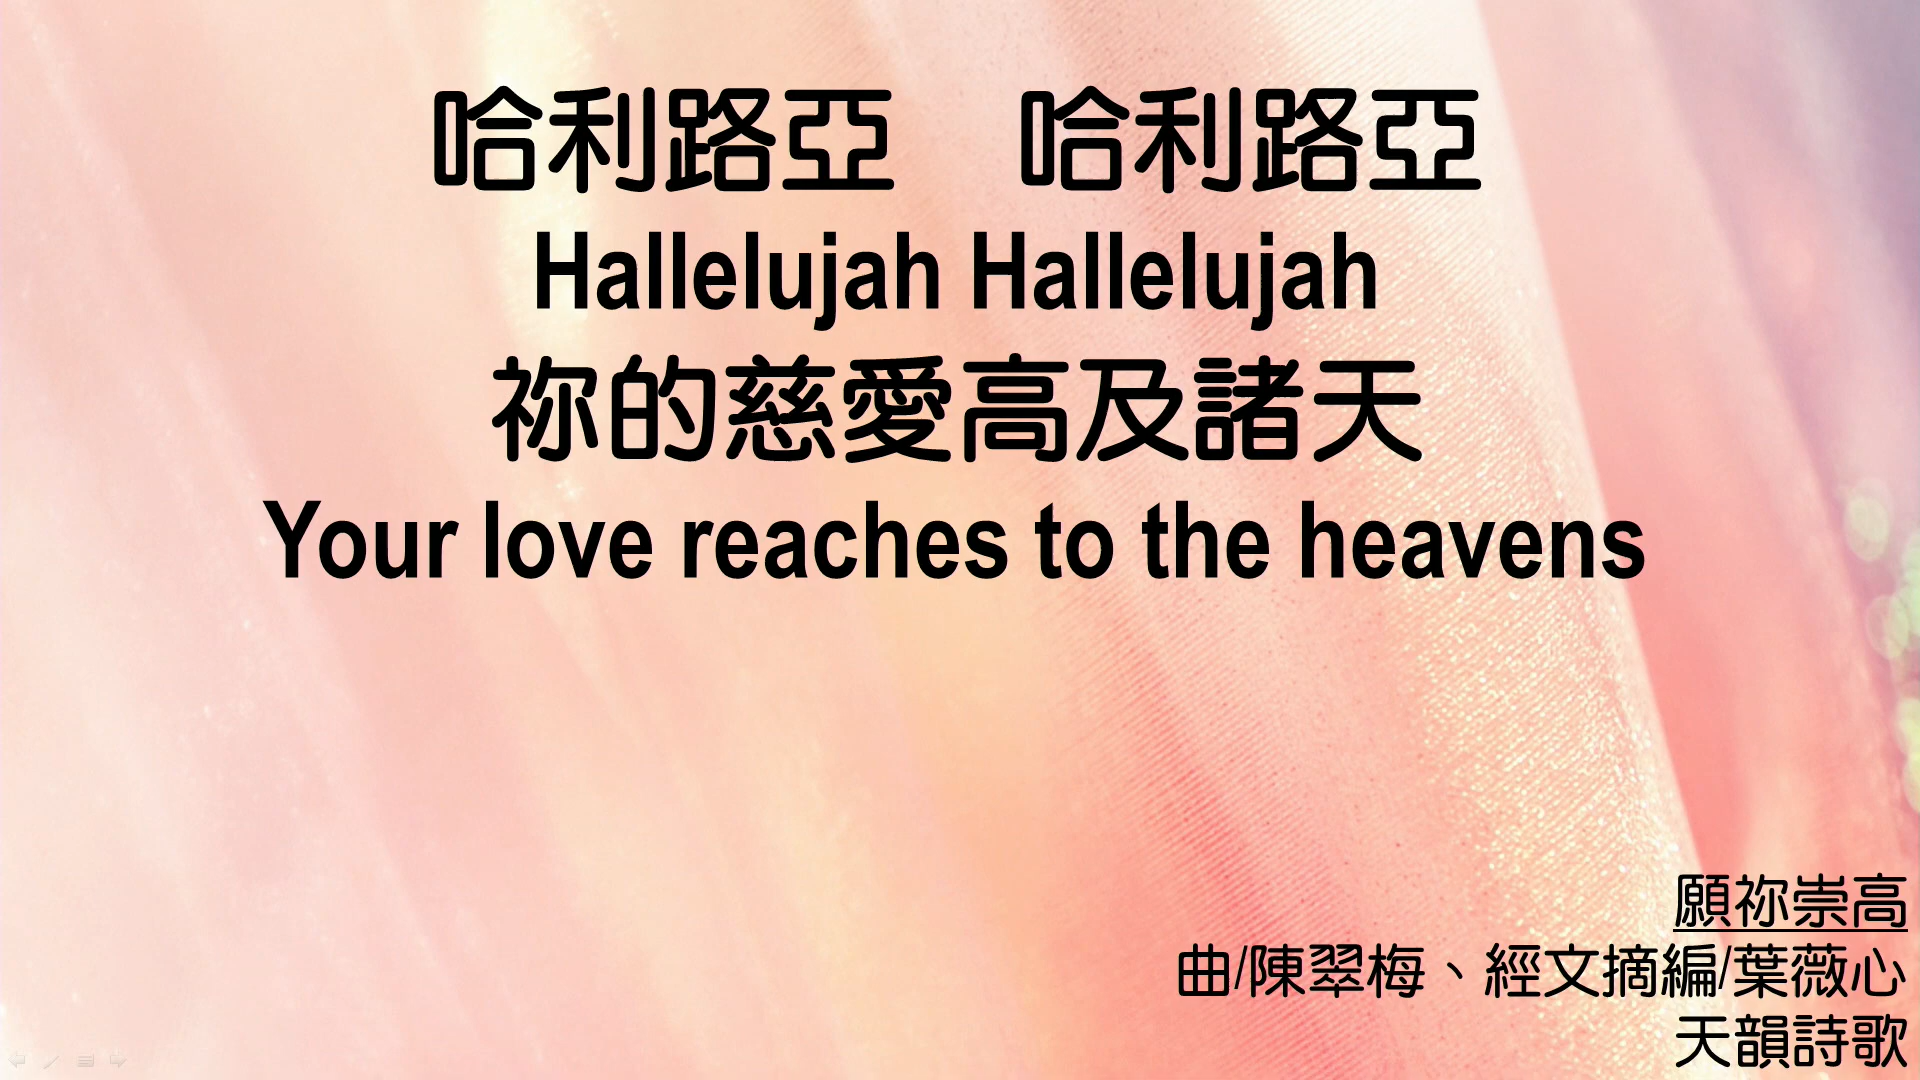 哈利路亞　哈利路亞
Hallelujah Hallelujah
祢的慈愛高及諸天
Your love reaches to the heavens
願祢崇高
曲/陳翠梅、經文摘編/葉薇心
天韻詩歌